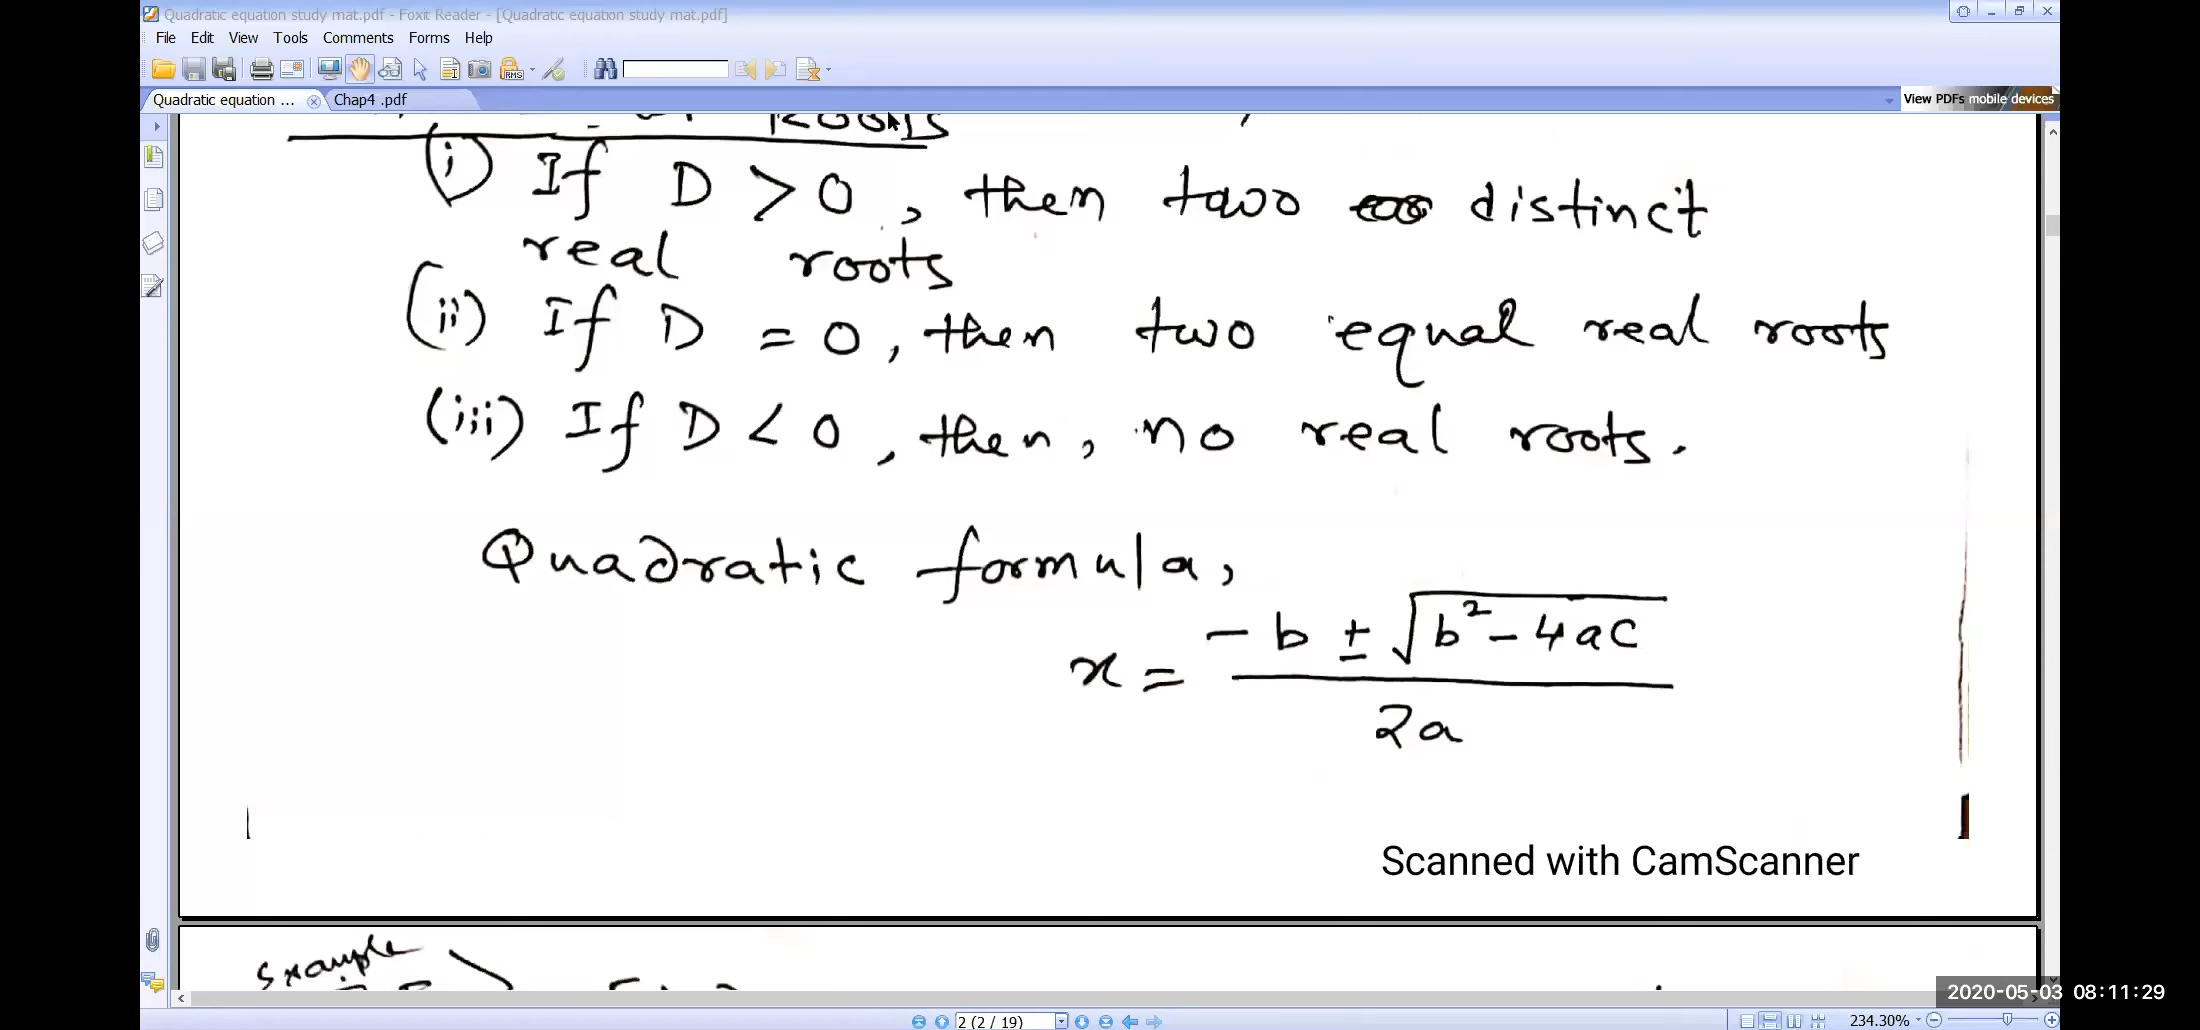 Quadratic equation study mat.pdf - Foxit Reader - [Quadratic equation study mat.pdf]
File Edit View Tools Comments Forms Help
RMS
Quadratic equation ... Chap4 .pdf View PDFs mobile devices
Roots
(i) If D > 0, then two distinct
real roots
(ii) If D = 0, then two equal real roots
(iii) If D < 0, then, no real roots.
Quadratic formula,
x = -b ± √b² - 4ac
2a
Scanned with CamScanner
Example
2020-05-03 08:11:29
2 (2 / 19) 234.30%